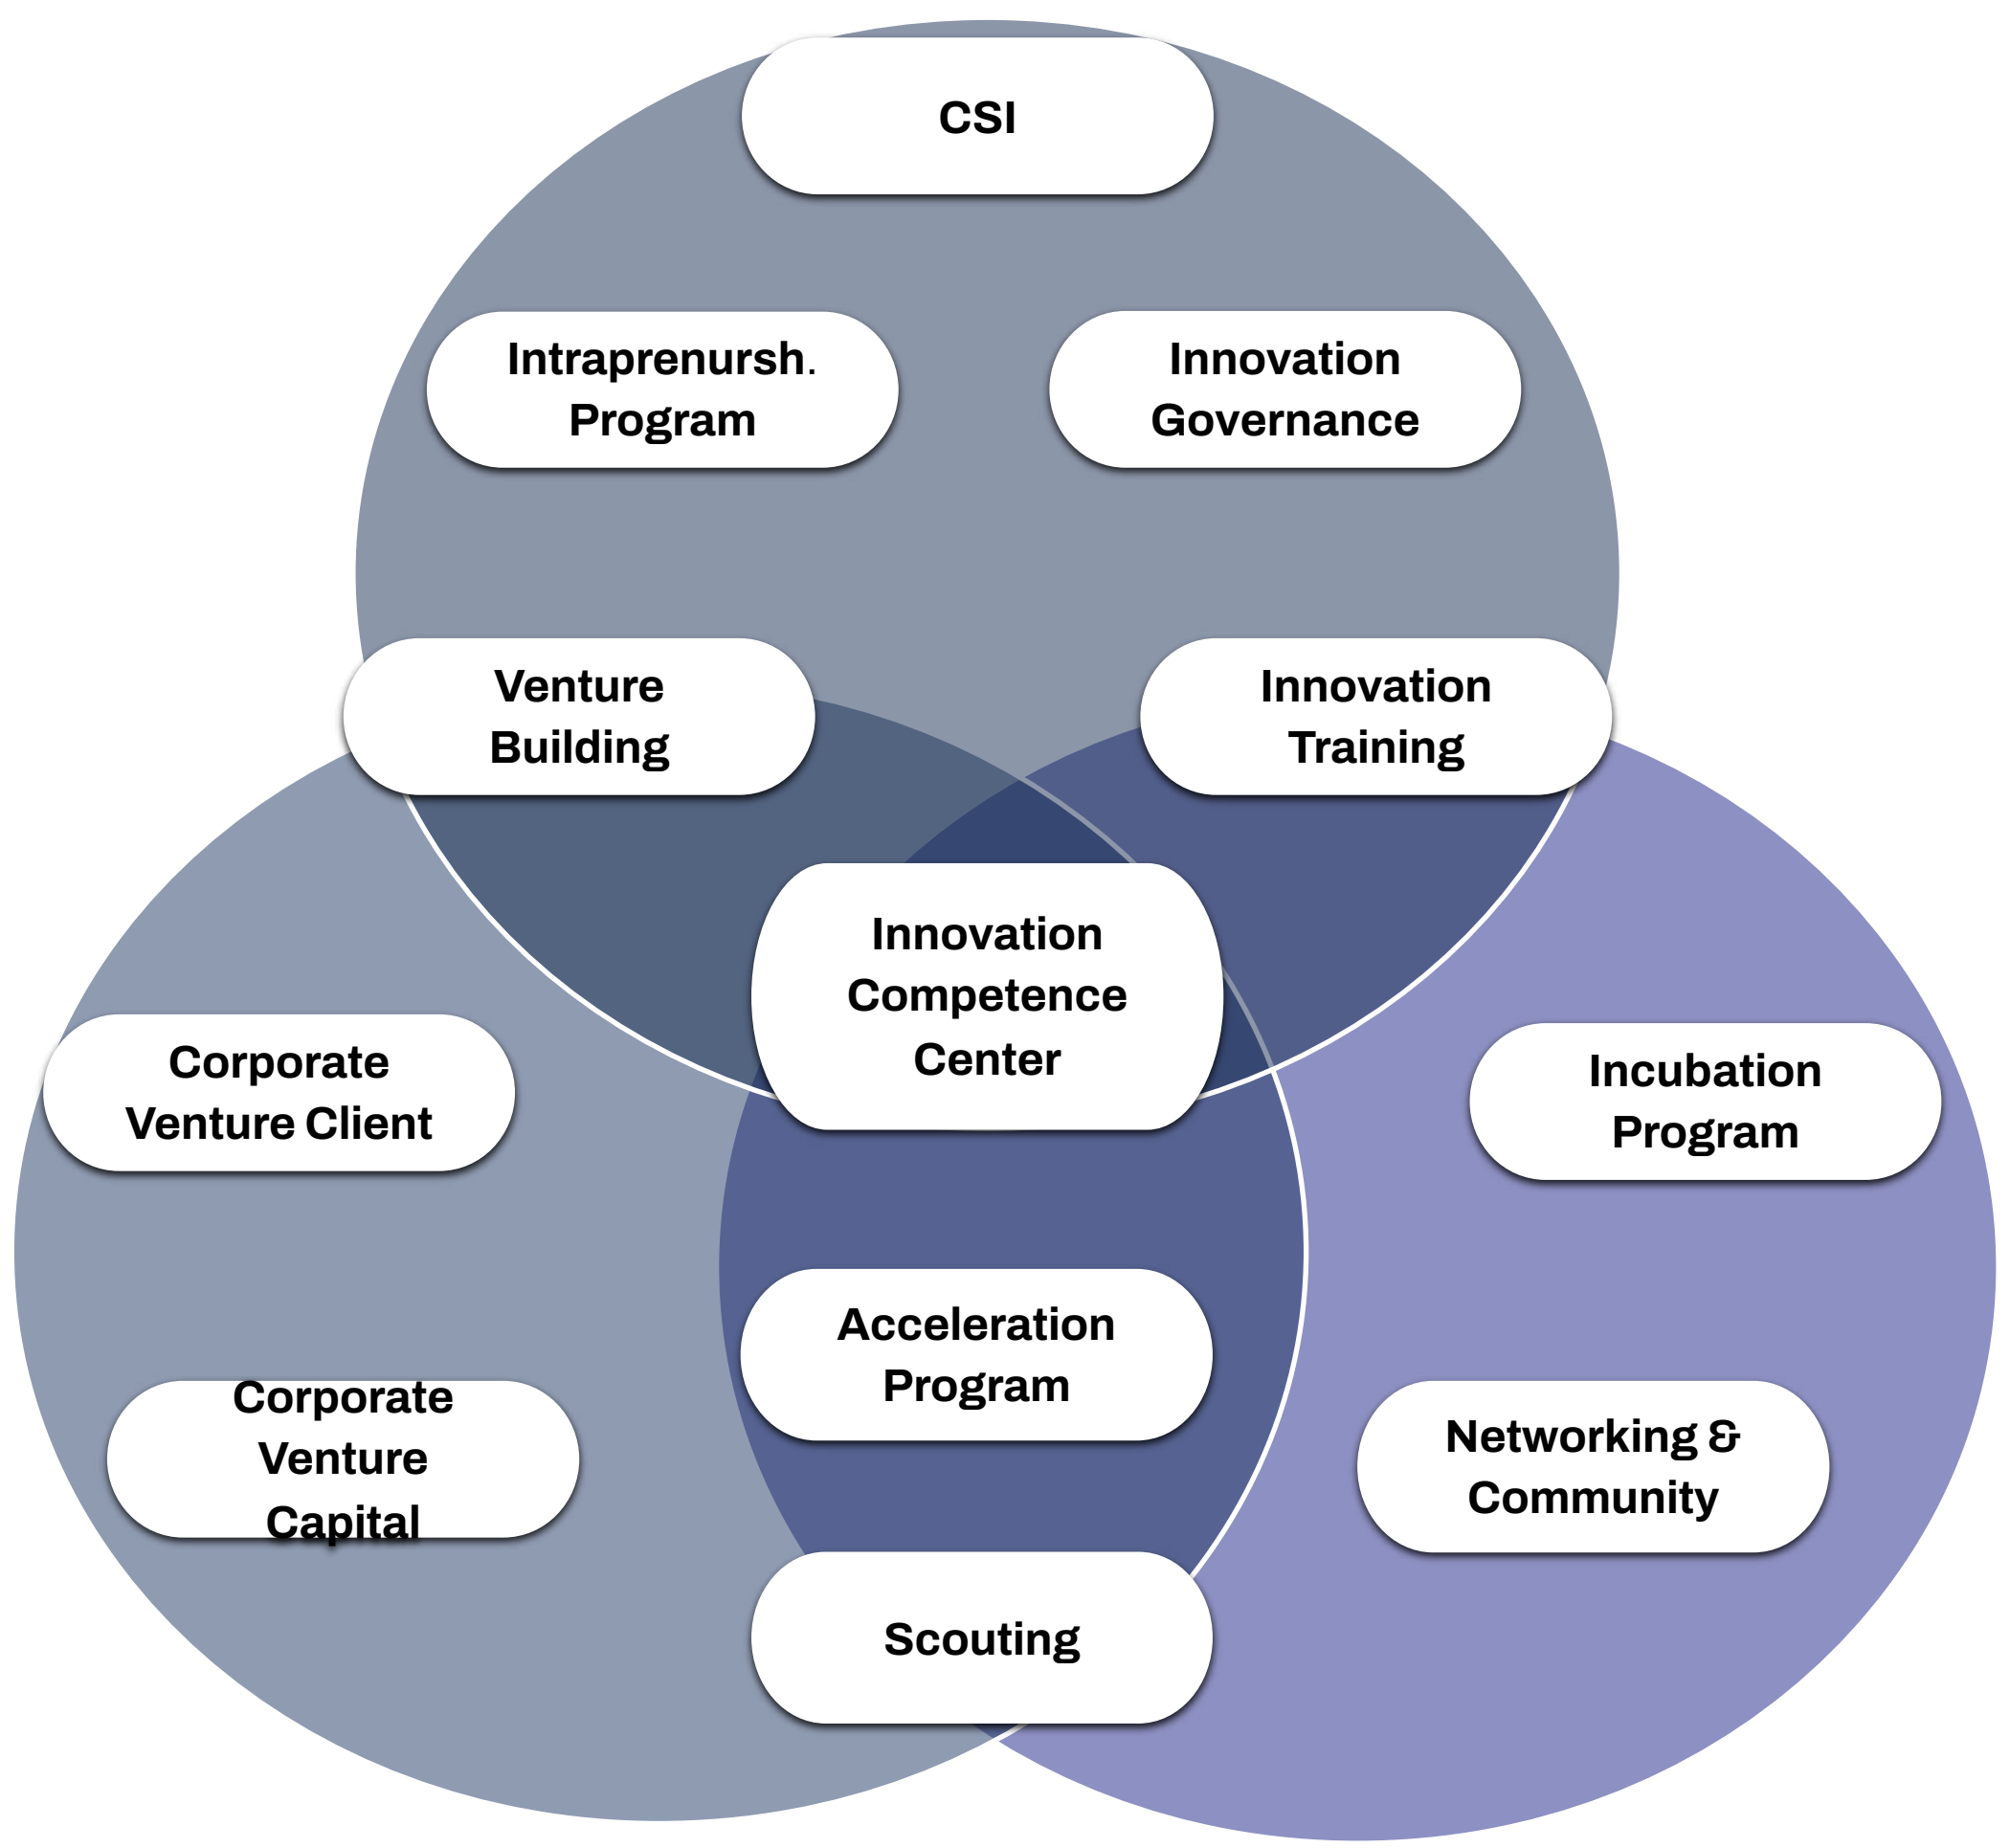 CSI
Intraprenursh.
Program
Innovation
Governance
Venture
Building
Innovation
Training
Innovation
Competence
Center
Corporate
Venture Client
Incubation
Program
Acceleration
Program
Corporate
Venture
Capital
Networking &
Community
Scouting